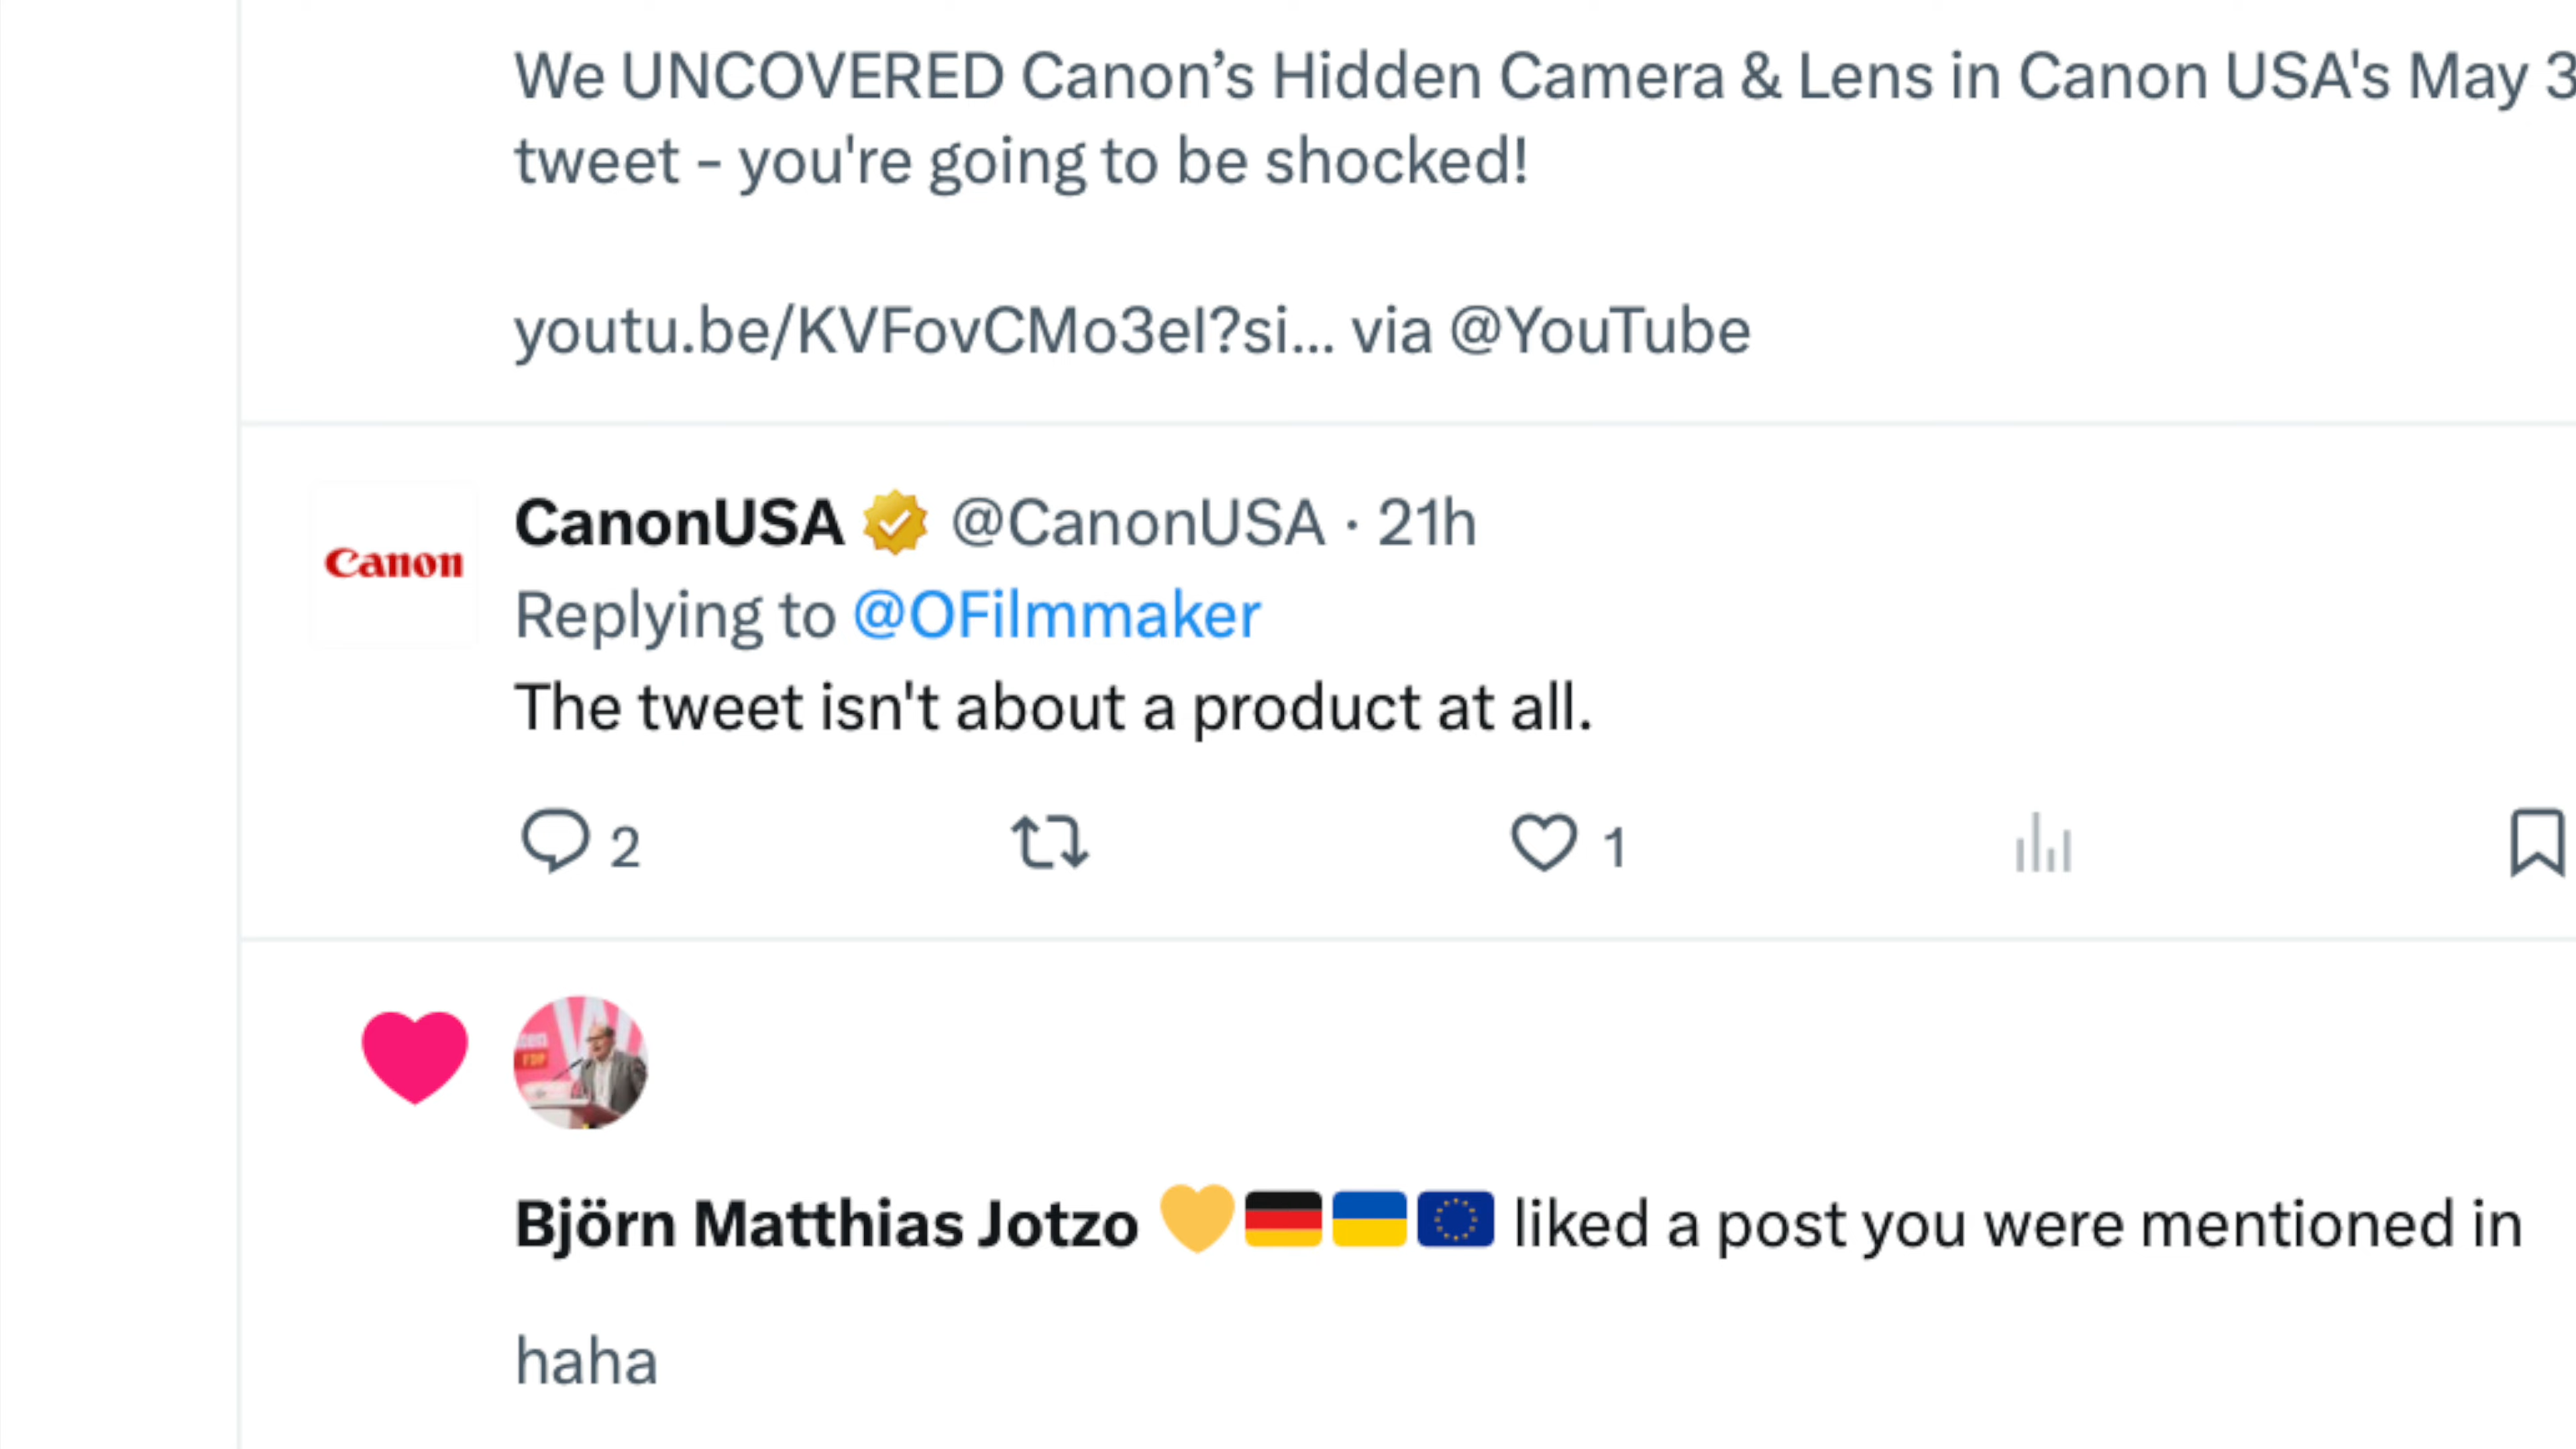 We UNCOVERED Canon’s Hidden Camera & Lens in Canon USA's May 3
tweet - you're going to be shocked!
youtu.be/KVFovCMo3eI?si... via @YouTube
CanonUSA @CanonUSA · 21h
Canon
Replying to @OFilmmaker
The tweet isn't about a product at all.
2 1
FDP
Björn Matthias Jotzo 💛🇩🇪🇺🇦🇪🇺 liked a post you were mentioned in
haha